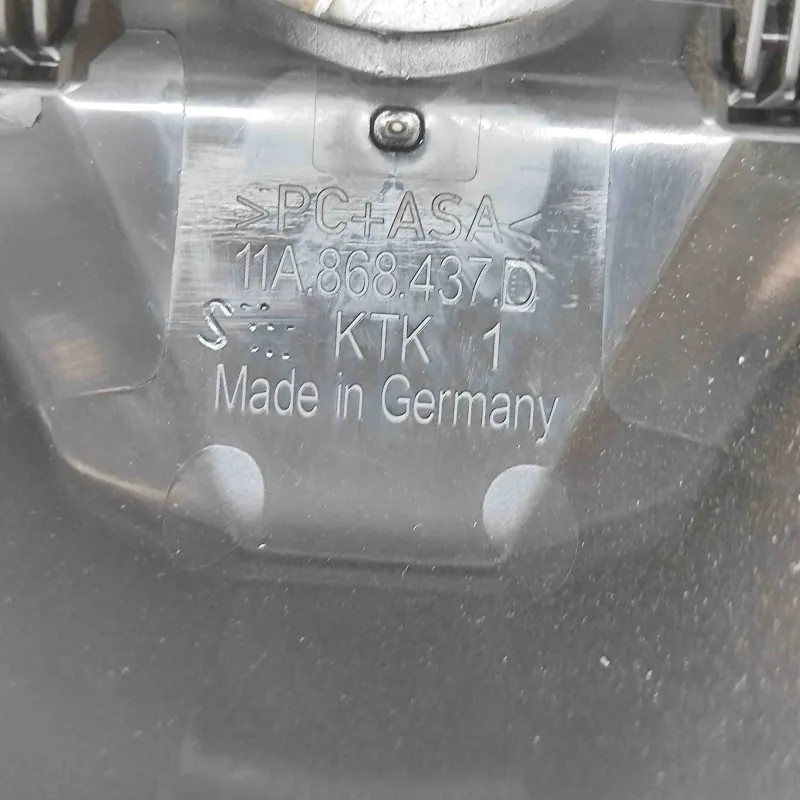 >PC+ASA<
11A.868.437.D
S KTK 1
Made in Germany